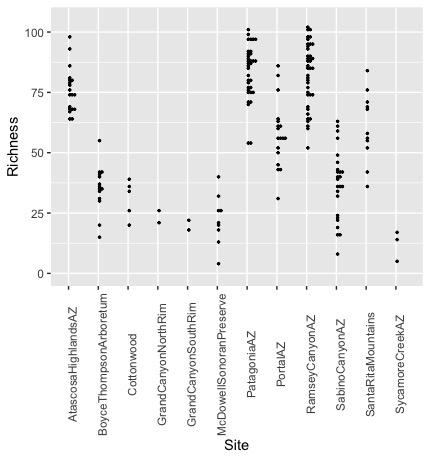 100
75
50
25
0
Richness
AtascosaHighlandsAZ
BoyceThompsonArboretum
Cottonwood
GrandCanyonNorthRim
GrandCanyonSouthRim
McDowellSonoranPreserve
PatagoniaAZ
PortalAZ
RamseyCanyonAZ
SabinoCanyonAZ
SantaRitaMountains
SycamoreCreekAZ
Site